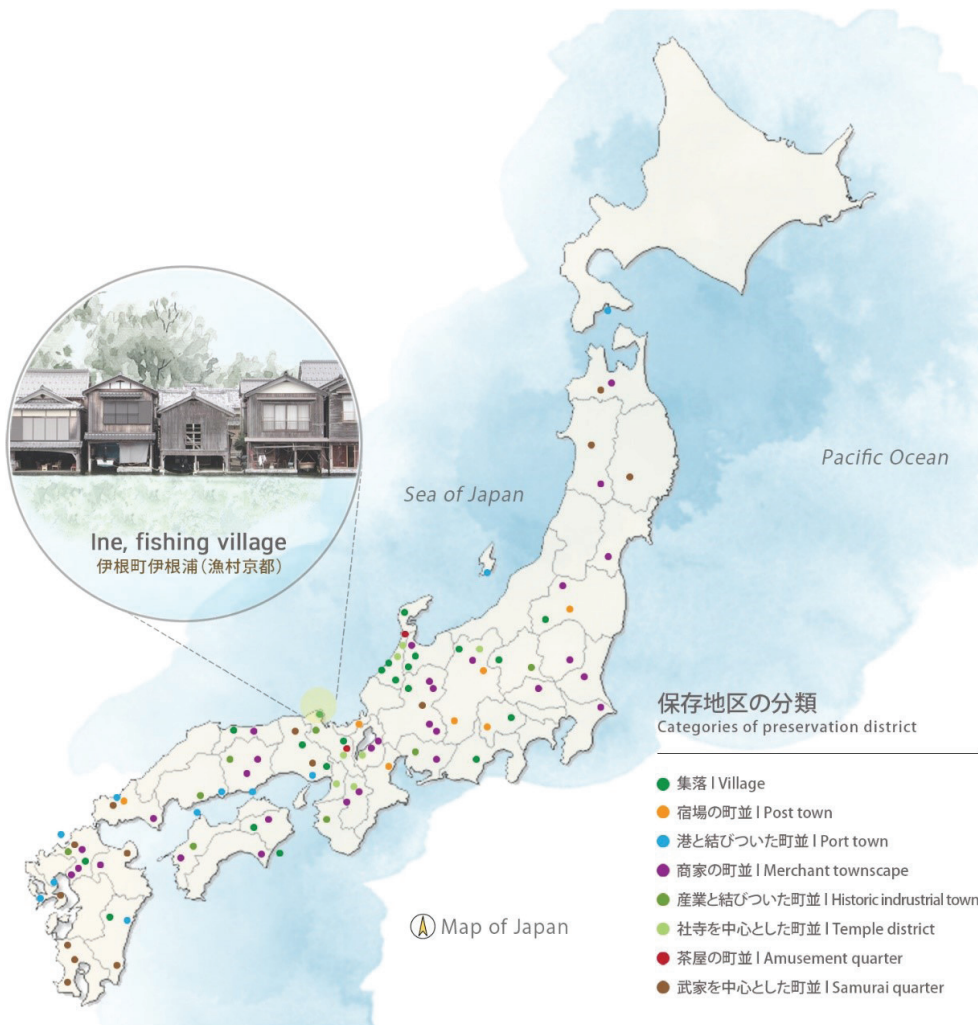 Sea of Japan
Pacific Ocean
Ine, fishing village
伊根町伊根浦(漁村京都)
保存地区の分類
Categories of preservation district
集落 | Village
宿場の町並 | Post town
港と結びついた町並 | Port town
商家の町並 | Merchant townscape
産業と結びついた町並 | Historic indrustrial town
社寺を中心とした町並 | Temple district
茶屋の町並 | Amusement quarter
武家を中心とした町並 | Samurai quarter
Map of Japan